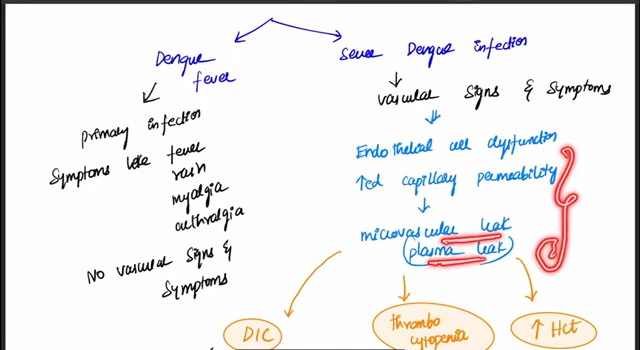 Dengue
fever
Primary infection
Symptoms like fever
rash
myalgia
arthralgia
No vascular Signs &
Symptoms
Severe Dengue infection
vascular Signs & Symptoms
Endothelial cell dysfunction
↑ed capillary permeability
microvascular leak
(plasma leak)
DIC
thrombo
cytopenia
↑ Hct